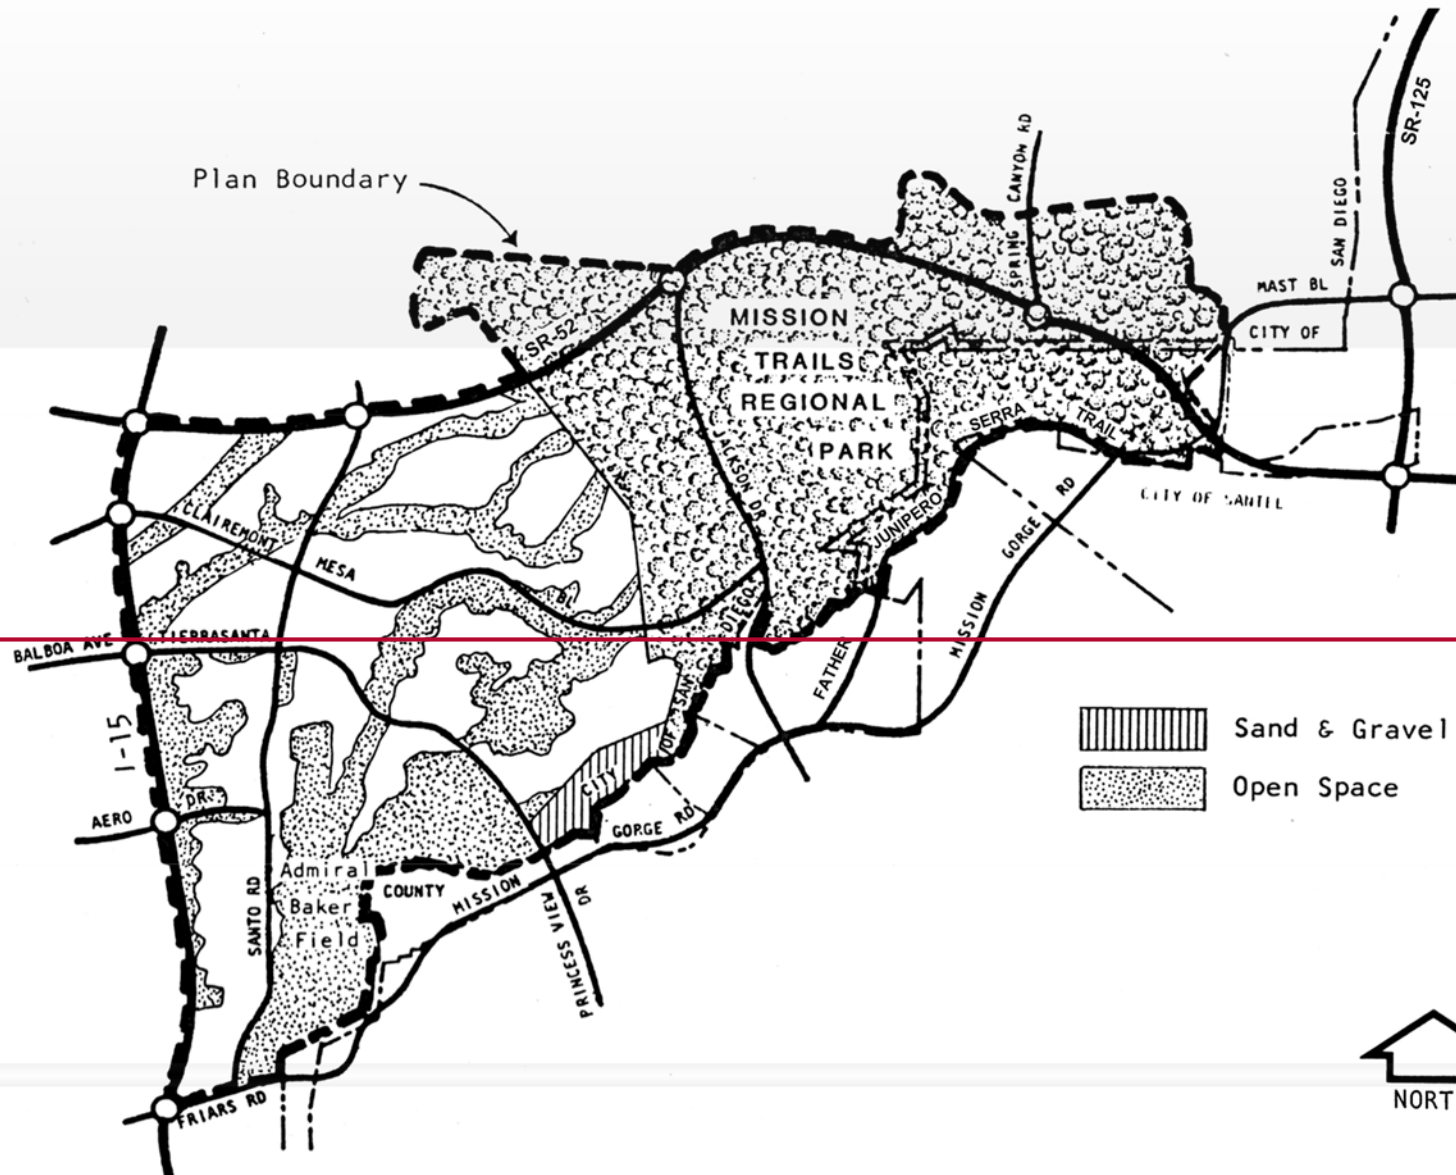 SR-125
SPRING CANYON RD
Plan Boundary
SAN DIEGO
MAST BL
CITY OF
MISSION
TRAILS
REGIONAL
PARK
SR-52
SERRA
TRAIL
JUNIPERO
DR
CITY OF
GORGE RD
MISSION
CLAIREMONT
MESA
TIERRASANTA
BALBOA AVE
DIEGO
SAN
OF
CITY
FATHER
I-15
Sand & Gravel
Open Space
AERO
DR
GORGE RD
Admiral
Baker
Field
COUNTY
MISSION
SANTO RD
PRINCESS VIEW
DR
FRIARS RD
NORT